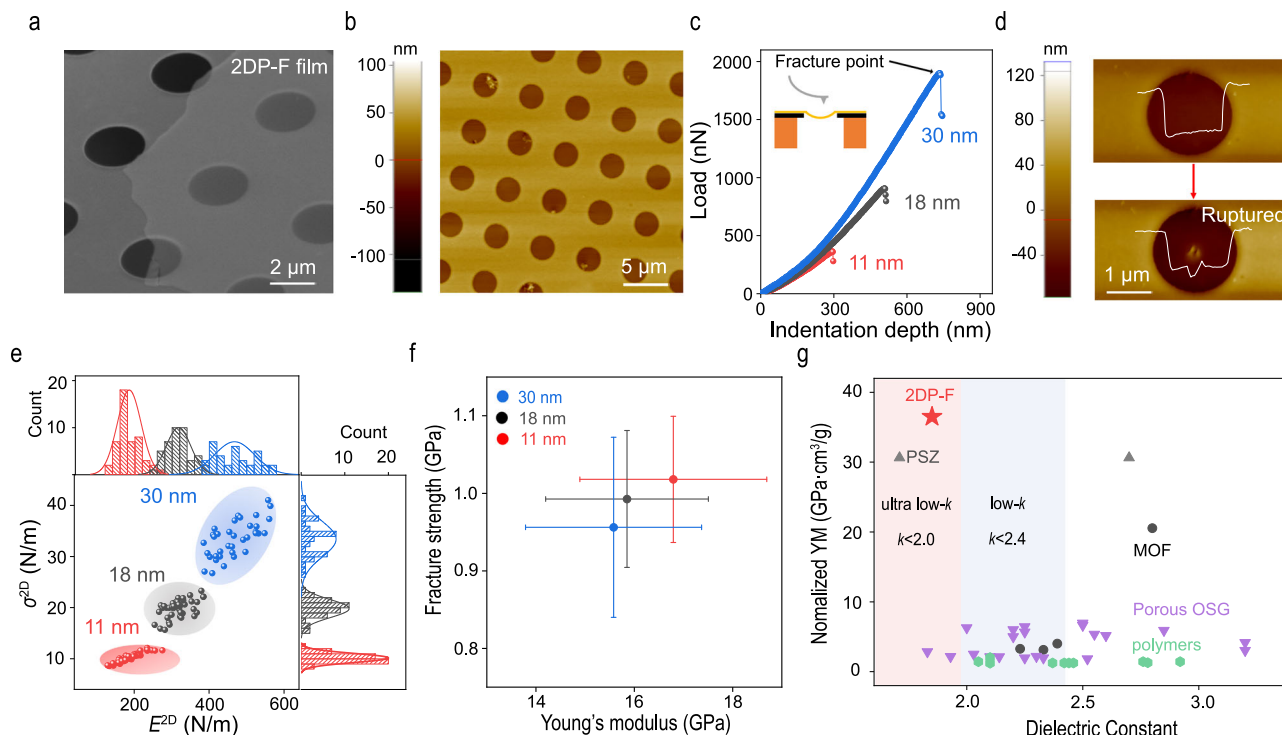 a
2DP-F film
2 µm
b
nm
100
50
0
-50
-100
5 µm
c
Load (nN)
2000
1500
1000
500
0
Fracture point
30 nm
18 nm
11 nm
0 300 600 900
Indentation depth (nm)
d
nm
120
80
40
0
-40
Ruptured
1 µm
e
Count
20
10
0
Count
0 10 20
σ2D (N/m)
40
30
20
10
30 nm
18 nm
11 nm
200 400 600
E2D (N/m)
f
Fracture strength (GPa)
1.1
1.0
0.9
0.8
30 nm
18 nm
11 nm
14 16 18
Young's modulus (GPa)
g
Nomalized YM (GPa·cm³/g)
40
30
20
10
0
2DP-F
PSZ
ultra low-k
k<2.0
low-k
k<2.4
MOF
Porous OSG
polymers
2.0 2.5 3.0
Dielectric Constant